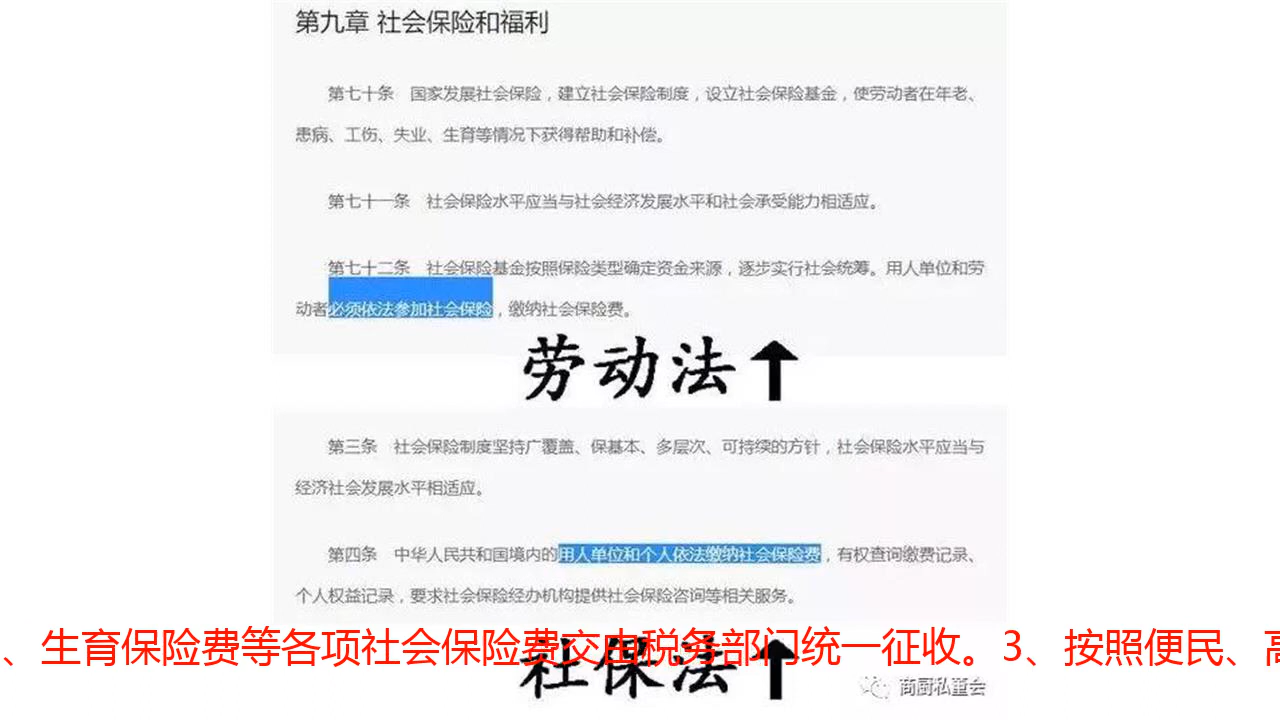 第九章 社会保险和福利
第七十条 国家发展社会保险，建立社会保险制度，设立社会保险基金，使劳动者在年老、
患病、工伤、失业、生育等情况下获得帮助和补偿。
第七十一条 社会保险水平应当与社会经济发展水平和社会承受能力相适应。
第七十二条 社会保险基金按照保险类型确定资金来源，逐步实行社会统筹。用人单位和劳
动者必须依法参加社会保险，缴纳社会保险费。
劳动法↑
第三条 社会保险制度坚持广覆盖、保基本、多层次、可持续的方针，社会保险水平应当与
经济社会发展水平相适应。
第四条 中华人民共和国境内的用人单位和个人依法缴纳社会保险费，有权查询缴费记录、
个人权益记录，要求社会保险经办机构提供社会保险咨询等相关服务。
、生育保险费等各项社会保险费交由税务部门统一征收。3、按照便民、高
社保法↑
商厨私董会